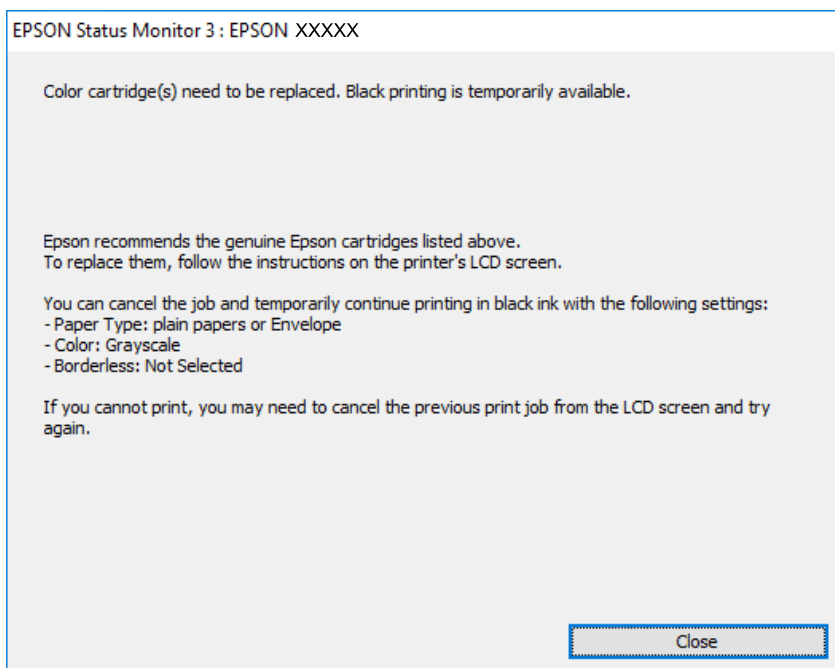 EPSON Status Monitor 3 : EPSON XXXXX
Color cartridge(s) need to be replaced. Black printing is temporarily available.
Epson recommends the genuine Epson cartridges listed above.
To replace them, follow the instructions on the printer's LCD screen.
You can cancel the job and temporarily continue printing in black ink with the following settings:
- Paper Type: plain papers or Envelope
- Color: Grayscale
- Borderless: Not Selected
If you cannot print, you may need to cancel the previous print job from the LCD screen and try
again.
Close